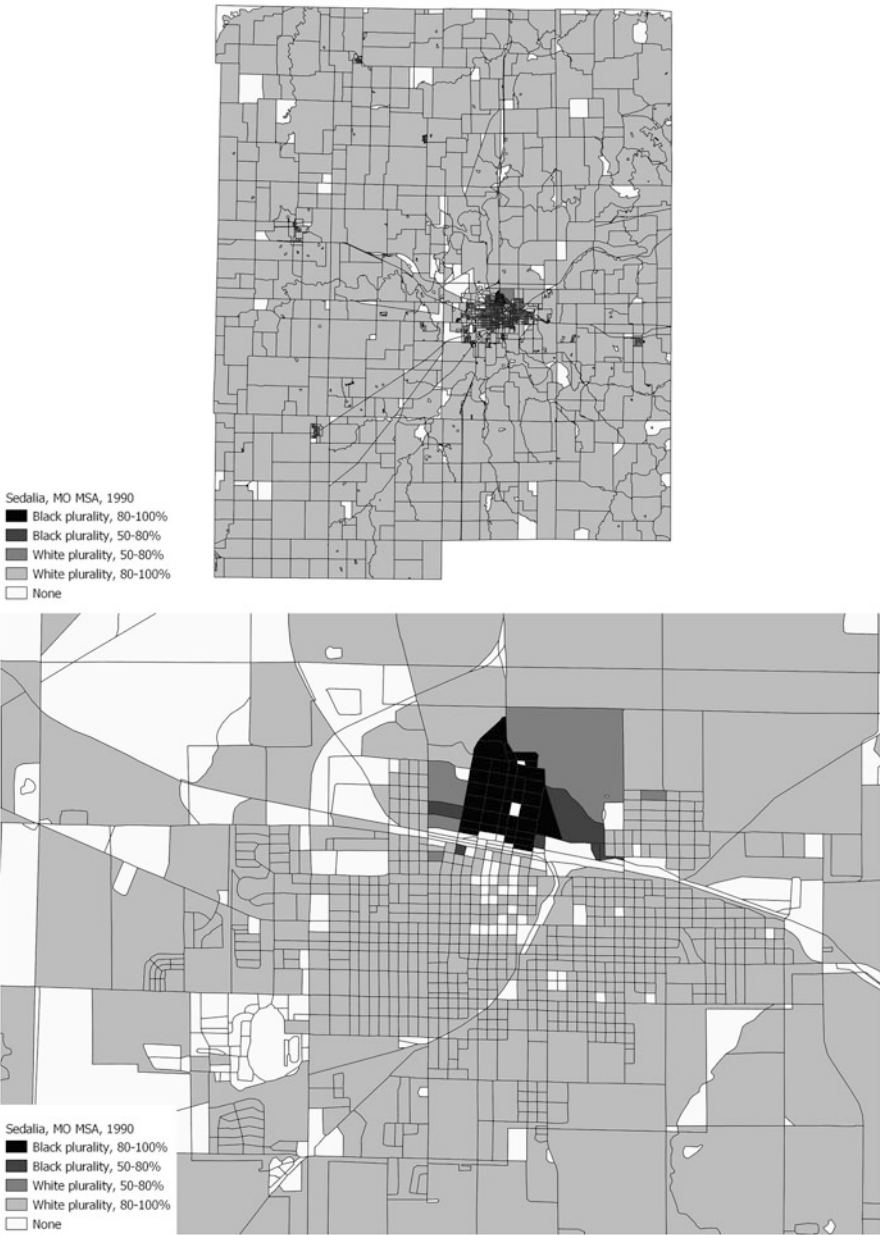 Sedalia, MO MSA, 1990
Black plurality, 80-100%
Black plurality, 50-80%
White plurality, 50-80%
White plurality, 80-100%
None
Sedalia, MO MSA, 1990
Black plurality, 80-100%
Black plurality, 50-80%
White plurality, 50-80%
White plurality, 80-100%
None